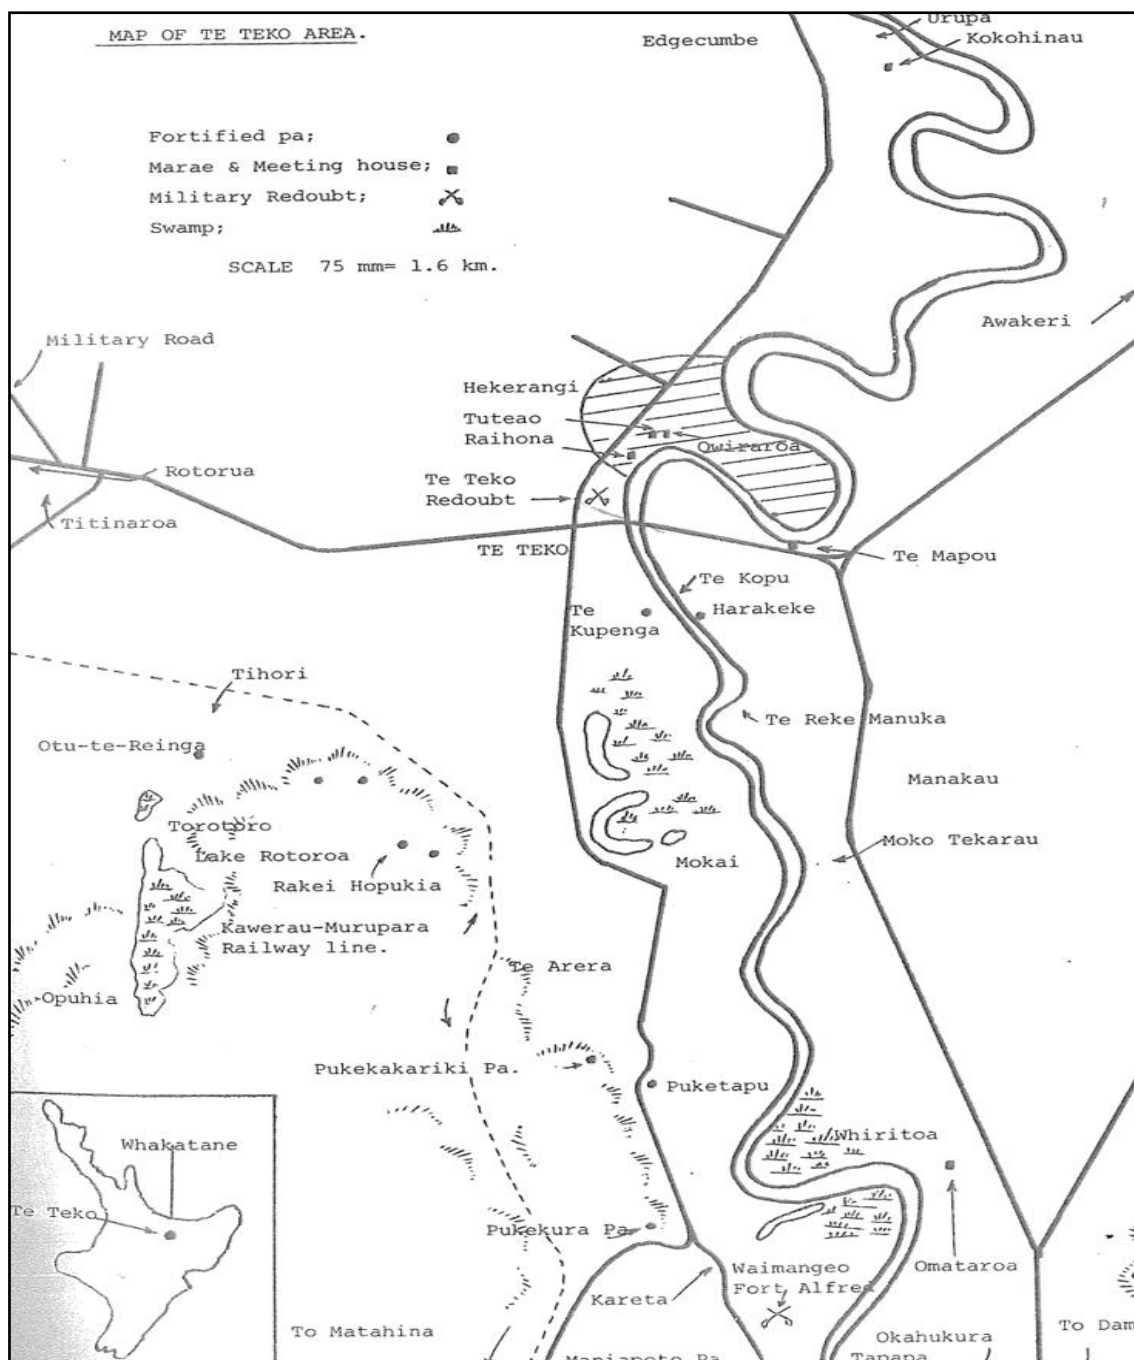 MAP OF TE TEKO AREA.
Edgecumbe
Urupa
Kokohinau
Fortified pa;
Marae & Meeting house;
Military Redoubt;
Swamp;
SCALE 75 mm= 1.6 km.
Awakeri
Military Road
Hekerangi
Tuteao
Raihona
Owiraroa
Rotorua
Te Teko
Redoubt
Titinaroa
TE TEKO
Te Mapou
Te Kopu
Te
Kupenga
Harakeke
Tihori
Te Reke Manuka
Otu-te-Reinga
Manakau
Torotoro
Moko Tekarau
Lake Rotoroa
Mokai
Rakei Hopukia
Kawerau-Murupara
Railway line.
Te Arera
Opuhia
Pukekakariki Pa.
Puketapu
Whakatane
Whiritoa
Te Teko
Pukekura Pa
Waimangeo
Fort Alfred
Omataroa
Kareta
To Matahina
Okahukura
Tapapa
To Dam
Maniapoto Pa